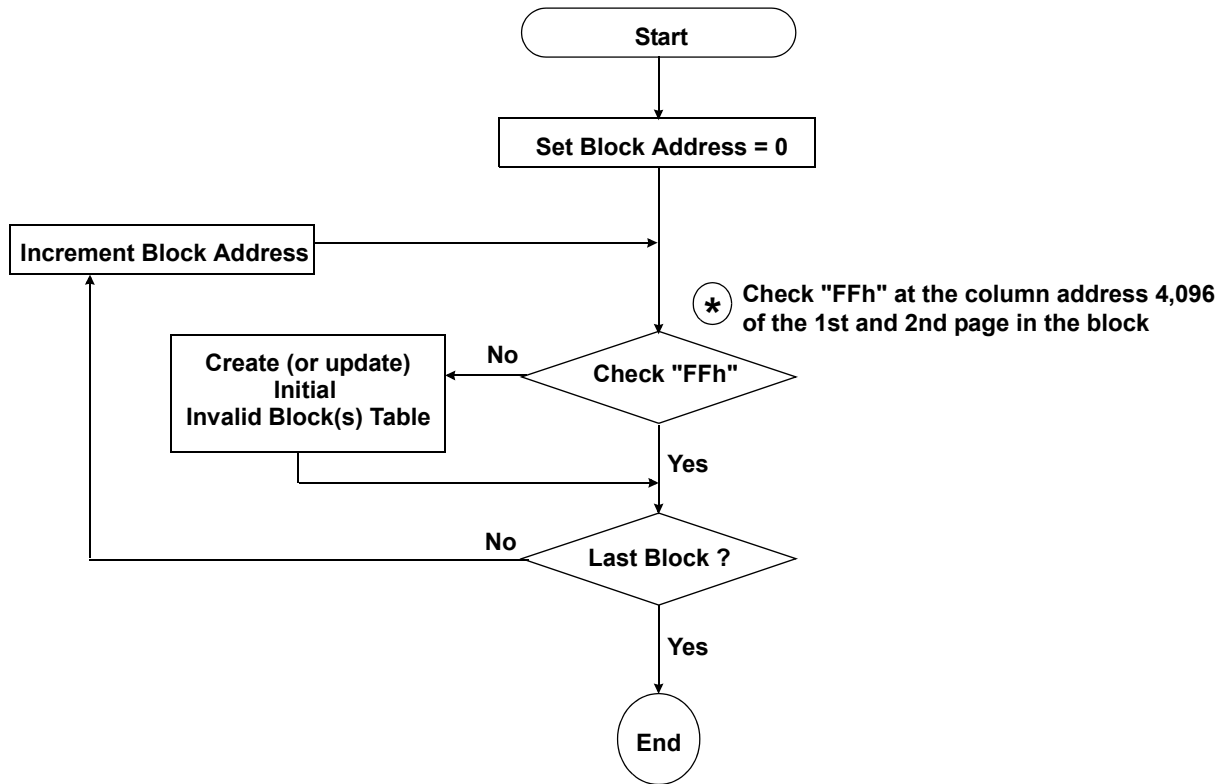 Start
Set Block Address = 0
Increment Block Address
* Check "FFh" at the column address 4,096
of the 1st and 2nd page in the block
Create (or update)
Initial
Invalid Block(s) Table
No
Check "FFh"
Yes
No
Last Block ?
Yes
End